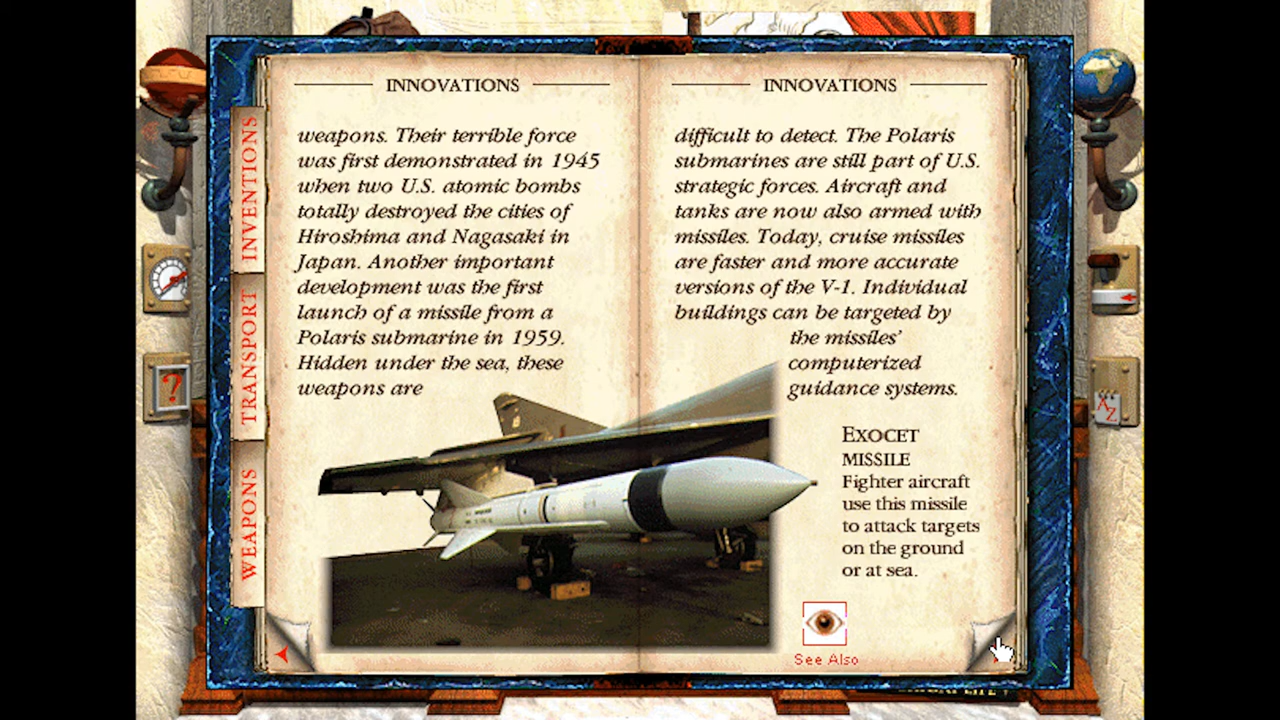 INNOVATIONS
weapons. Their terrible force
was first demonstrated in 1945
when two U.S. atomic bombs
totally destroyed the cities of
Hiroshima and Nagasaki in
Japan. Another important
development was the first
launch of a missile from a
Polaris submarine in 1959.
Hidden under the sea, these
weapons are
INNOVATIONS
difficult to detect. The Polaris
submarines are still part of U.S.
strategic forces. Aircraft and
tanks are now also armed with
missiles. Today, cruise missiles
are faster and more accurate
versions of the V-1. Individual
buildings can be targeted by
the missiles'
computerized
guidance systems.
EXOCET
MISSILE
Fighter aircraft
use this missile
to attack targets
on the ground
or at sea.
See Also
INVENTIONS
TRANSPORT
WEAPONS
?
A
Z